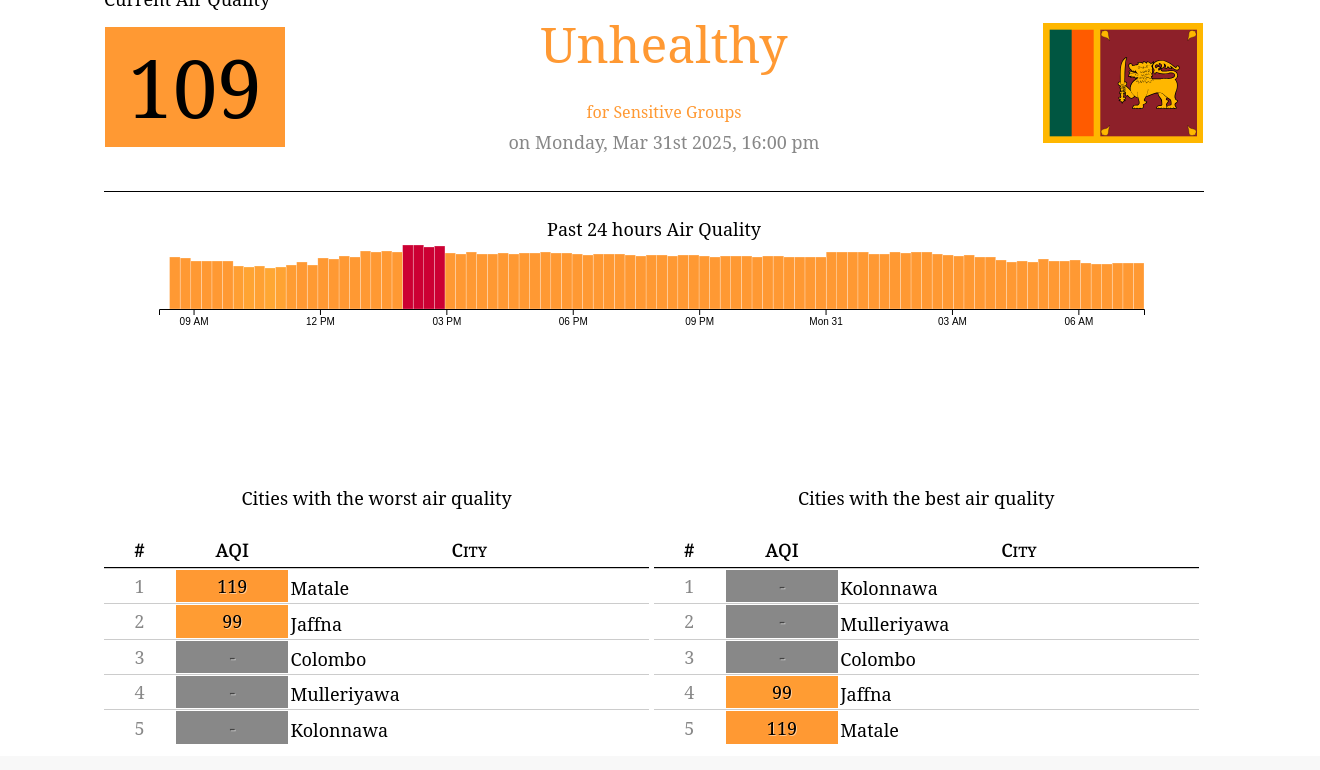 Current Air Quality
109
Unhealthy
for Sensitive Groups
on Monday, Mar 31st 2025, 16:00 pm
Past 24 hours Air Quality
09 AM 12 PM 03 PM 06 PM 09 PM Mon 31 03 AM 06 AM
Cities with the worst air quality
# AQI City
1 119 Matale
2 99 Jaffna
3 - Colombo
4 - Mulleriyawa
5 - Kolonnawa
Cities with the best air quality
# AQI City
1 - Kolonnawa
2 - Mulleriyawa
3 - Colombo
4 99 Jaffna
5 119 Matale